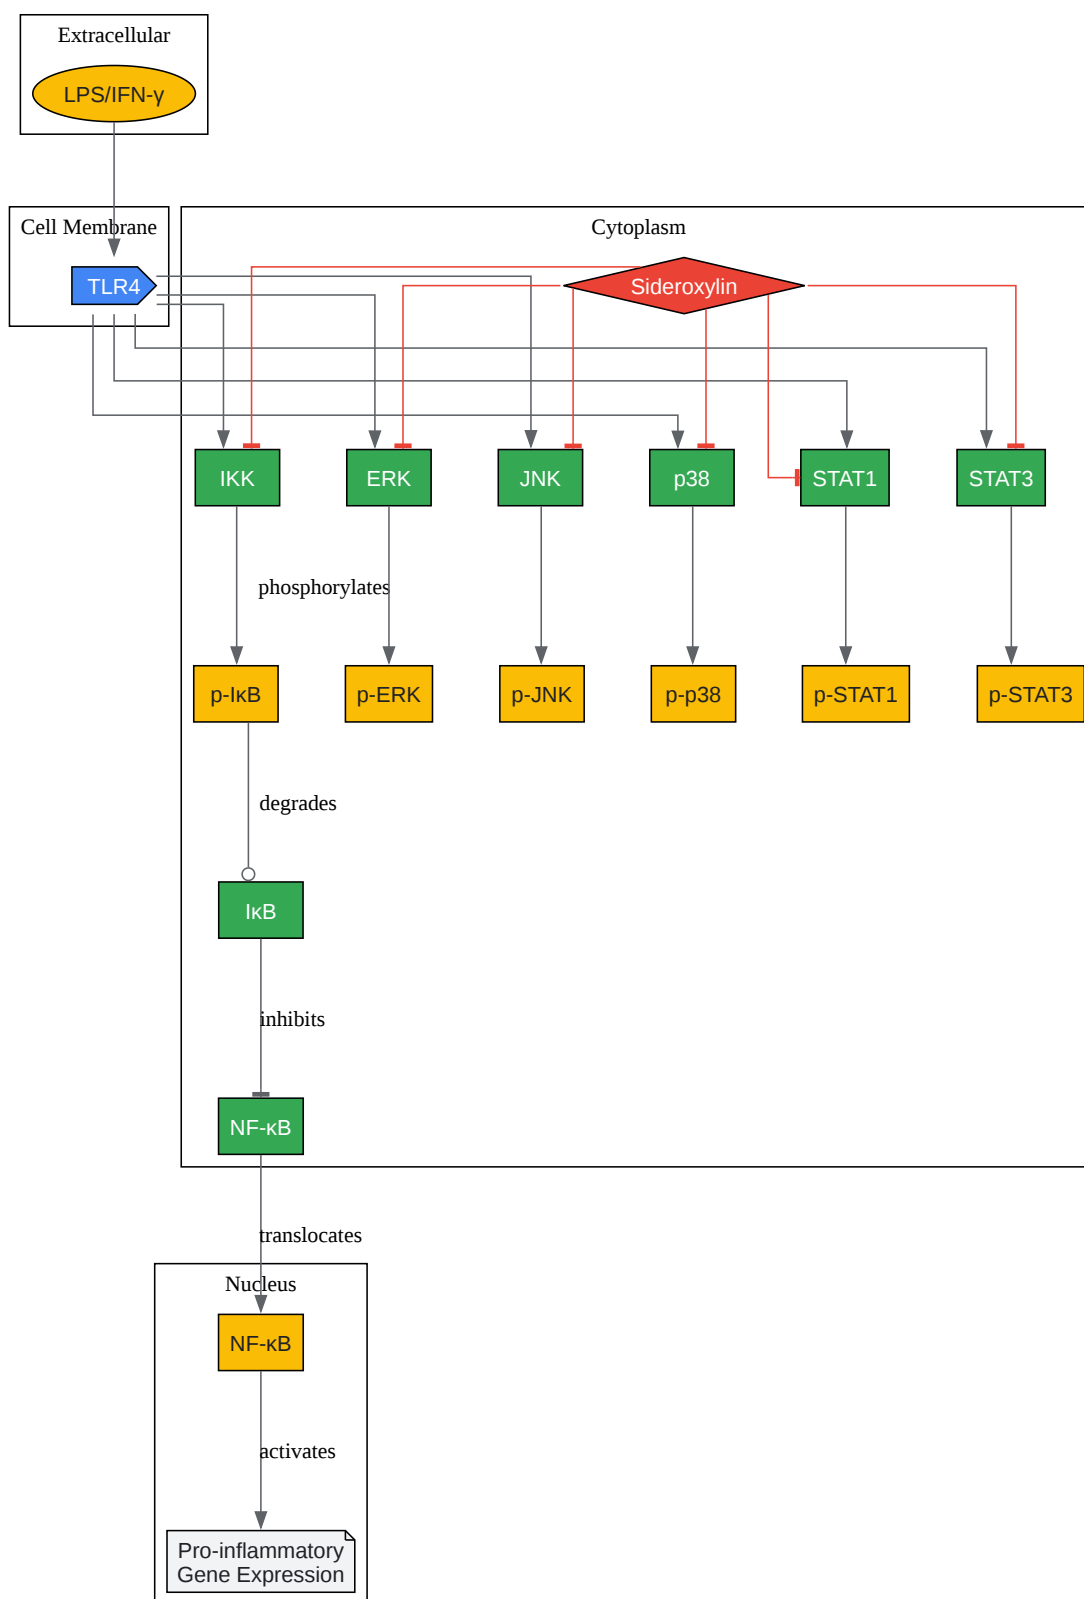 Extracellular
LPS/IFN-γ
Cell Membrane
Cytoplasm
TLR4
Sideroxylin
IKK
ERK
JNK
p38
STAT1
STAT3
phosphorylates
p-IκB
p-ERK
p-JNK
p-p38
p-STAT1
p-STAT3
degrades
IκB
inhibits
NF-κB
translocates
Nucleus
NF-κB
activates
Pro-inflammatory
Gene Expression